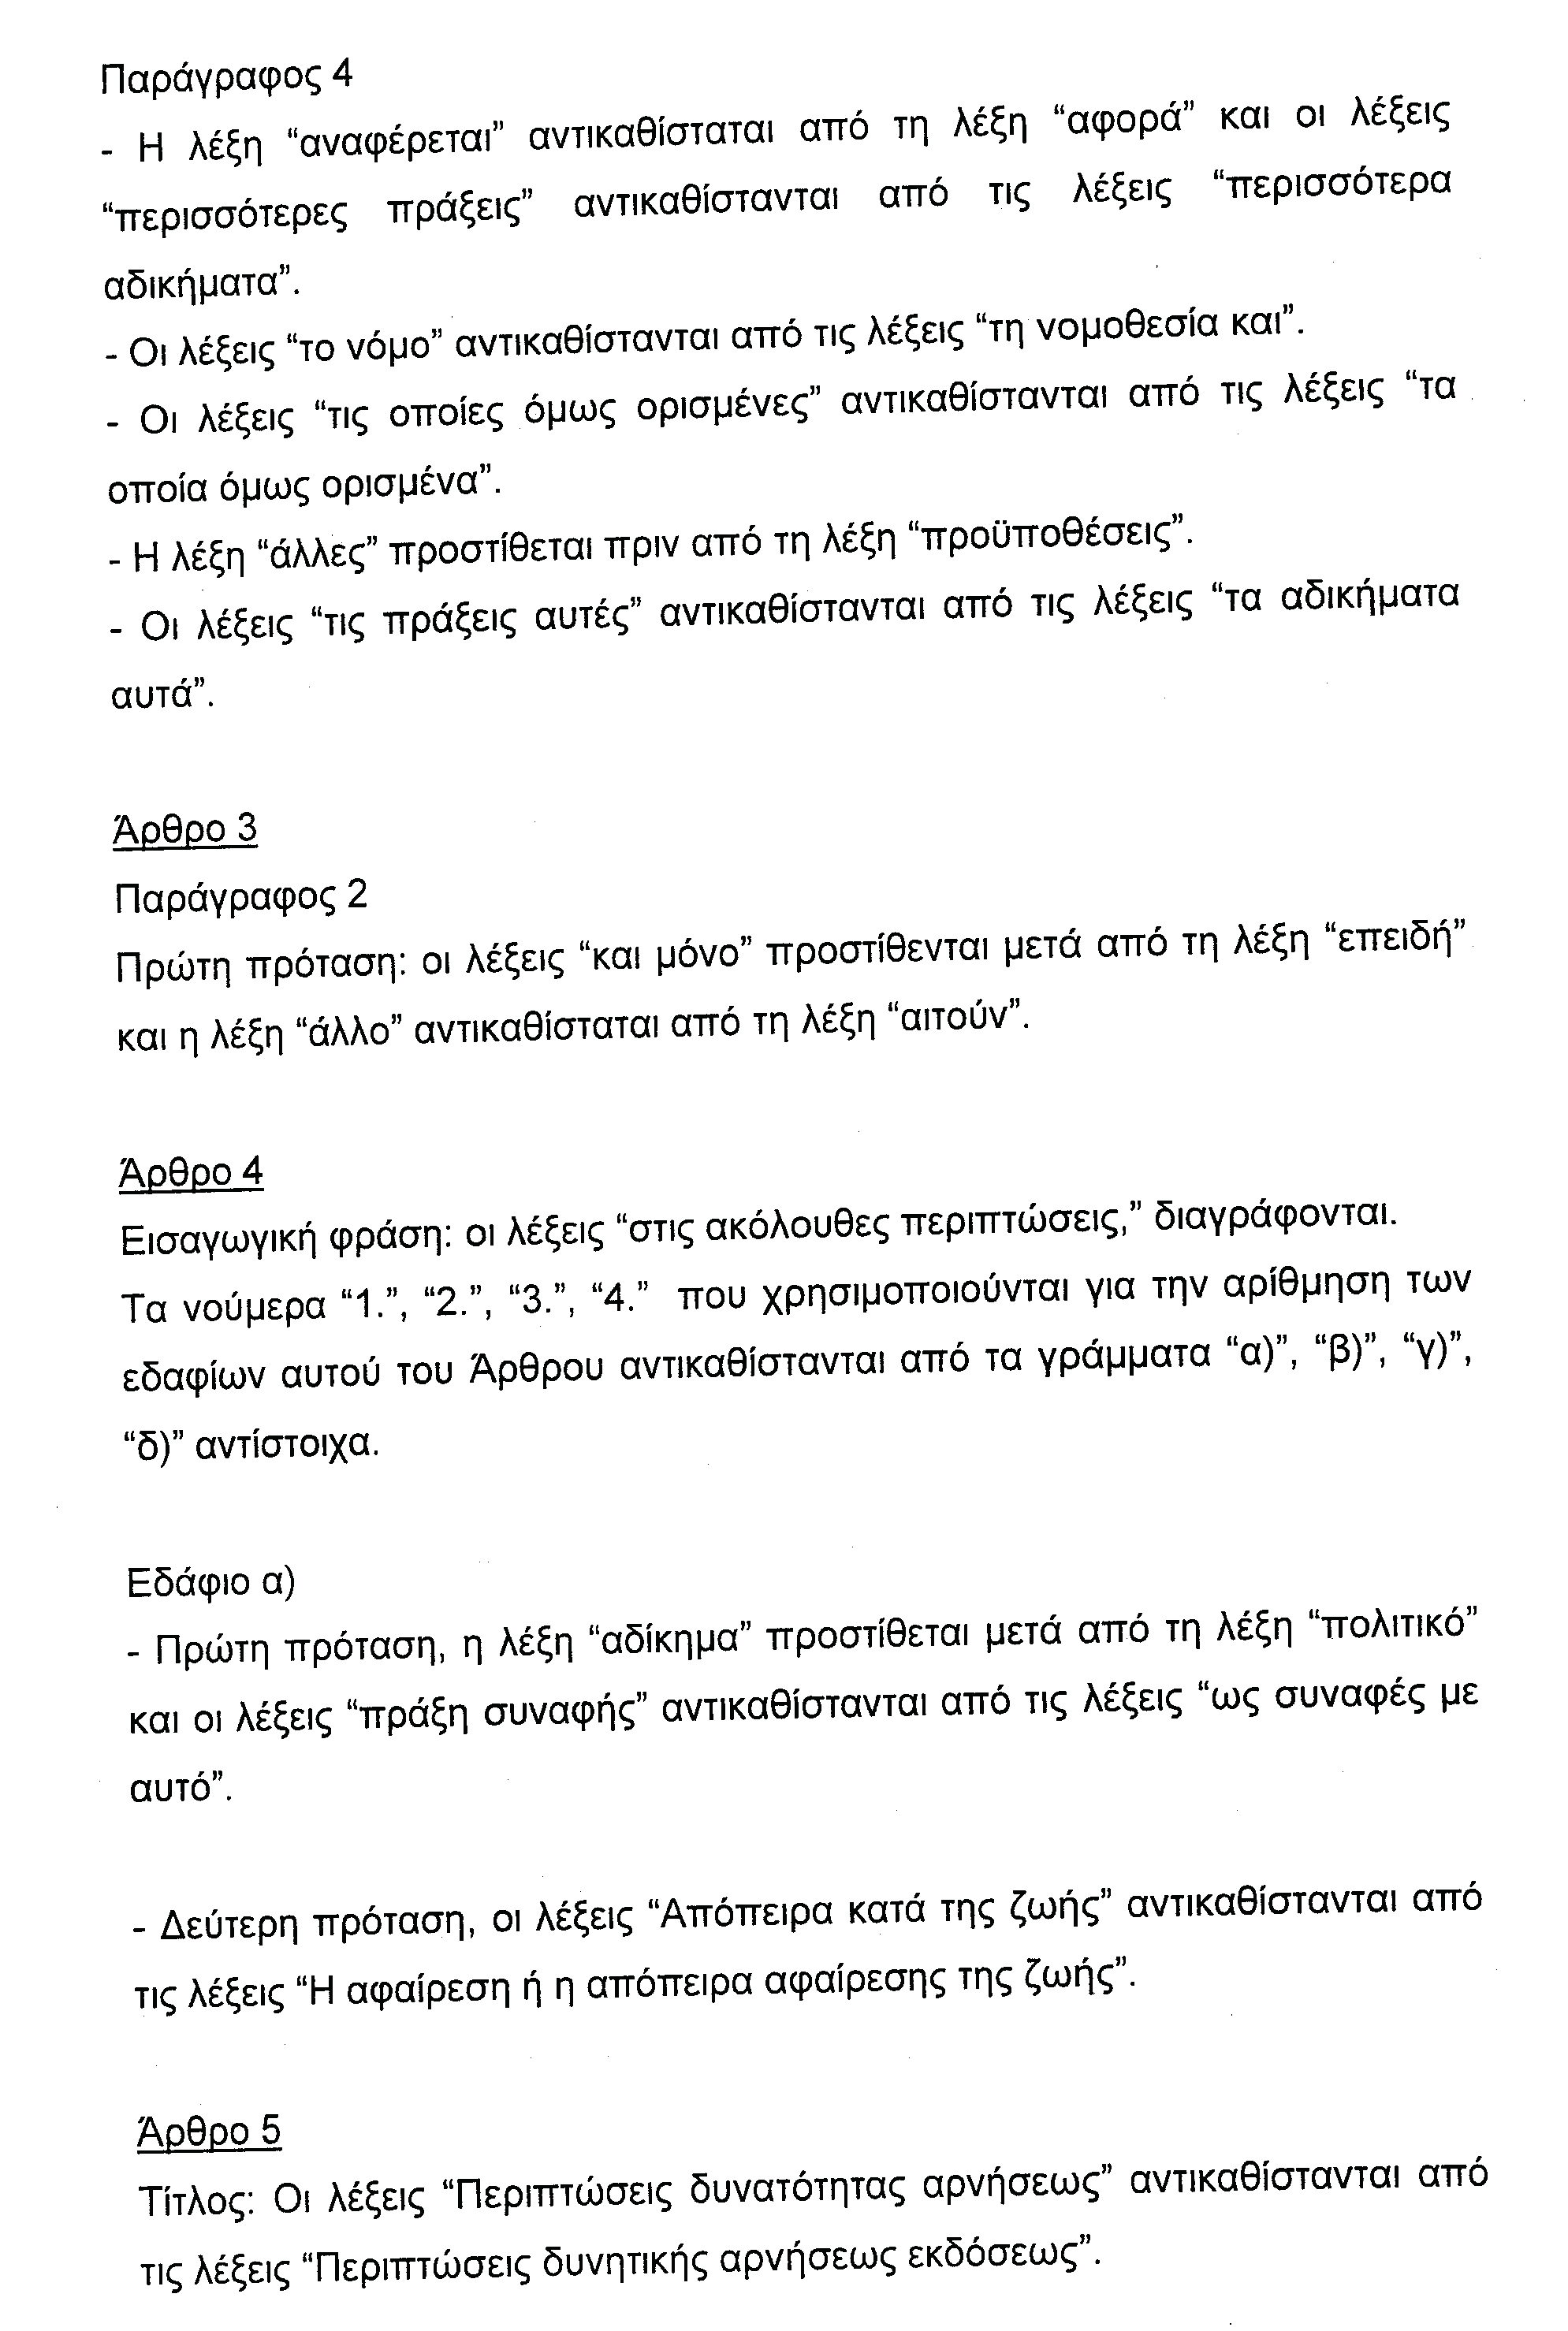 Παράγραφος 4
- Η λέξη “αναφέρεται” αντικαθίσταται από τη λέξη “αφορά” και οι λέξεις
“περισσότερες πράξεις” αντικαθίστανται από τις λέξεις “περισσότερα
αδικήματα”.
- Οι λέξεις “το νόμο” αντικαθίστανται από τις λέξεις “τη νομοθεσία και”.
- Οι λέξεις “τις οποίες όμως ορισμένες” αντικαθίστανται από τις λέξεις “τα
οποία όμως ορισμένα”.
- Η λέξη “άλλες” προστίθεται πριν από τη λέξη “προϋποθέσεις”.
- Οι λέξεις “τις πράξεις αυτές” αντικαθίστανται από τις λέξεις “τα αδικήματα
αυτά”.
Άρθρο 3
Παράγραφος 2
Πρώτη πρόταση: οι λέξεις “και μόνο” προστίθενται μετά από τη λέξη “επειδή”
και η λέξη “άλλο” αντικαθίσταται από τη λέξη “αιτούν”.
Άρθρο 4
Εισαγωγική φράση: οι λέξεις “στις ακόλουθες περιπτώσεις,” διαγράφονται.
Τα νούμερα “1.”, “2.”, “3.”, “4.” που χρησιμοποιούνται για την αρίθμηση των
εδαφίων αυτού του Άρθρου αντικαθίστανται από τα γράμματα “α)”, “β)”, “γ)”,
“δ)” αντίστοιχα.
Εδάφιο α)
- Πρώτη πρόταση, η λέξη “αδίκημα” προστίθεται μετά από τη λέξη “πολιτικό”
και οι λέξεις “πράξη συναφής” αντικαθίστανται από τις λέξεις “ως συναφές με
αυτό”.
- Δεύτερη πρόταση, οι λέξεις “Απόπειρα κατά της ζωής” αντικαθίστανται από
τις λέξεις “Η αφαίρεση ή η απόπειρα αφαίρεσης της ζωής”.
Άρθρο 5
Τίτλος: Οι λέξεις “Περιπτώσεις δυνατότητας αρνήσεως” αντικαθίστανται από
τις λέξεις “Περιπτώσεις δυνητικής αρνήσεως εκδόσεως”.